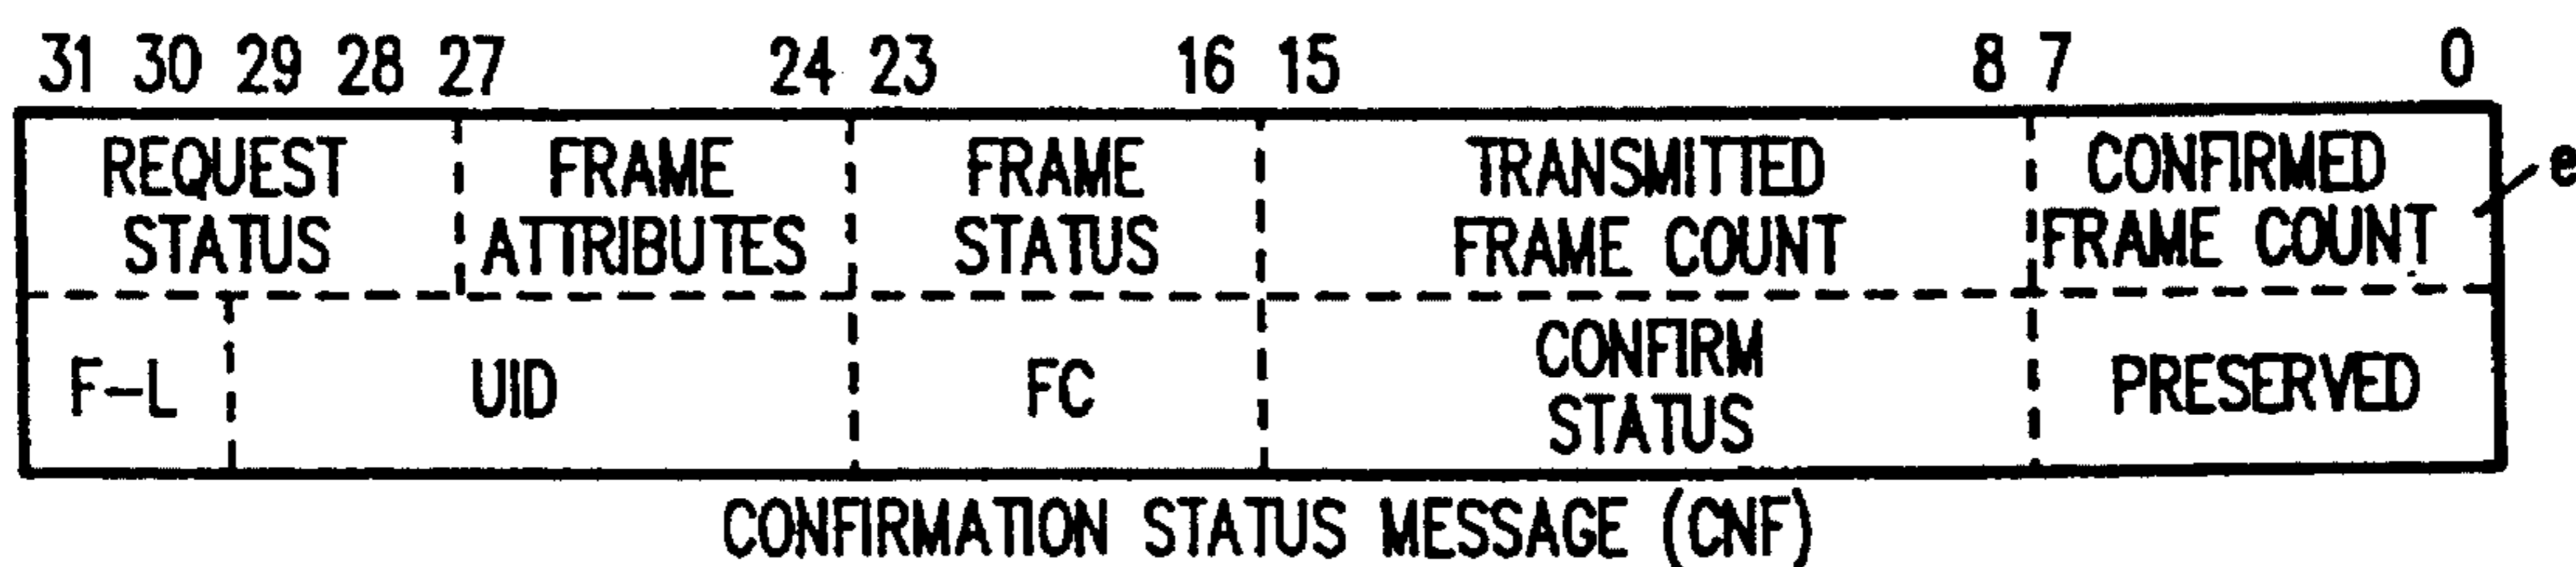 31 30 29 28 27 24 23 16 15 8 7 0
REQUEST STATUS FRAME ATTRIBUTES FRAME STATUS TRANSMITTED FRAME COUNT CONFIRMED FRAME COUNT e
F-L UID FC CONFIRM STATUS PRESERVED
CONFIRMATION STATUS MESSAGE (CNF)